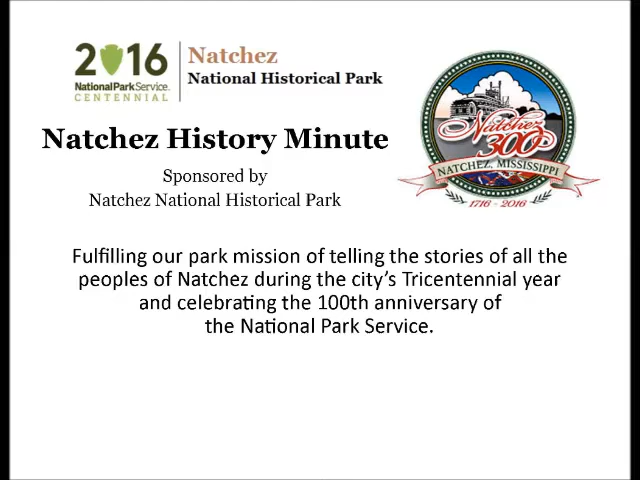 2016
National Park Service
CENTENNIAL
Natchez
National Historical Park
Natchez History Minute
Sponsored by
Natchez National Historical Park
Natchez
300
NATCHEZ, MISSISSIPPI
1716 - 2016
Fulfilling our park mission of telling the stories of all the
peoples of Natchez during the city's Tricentennial year
and celebrating the 100th anniversary of
the National Park Service.